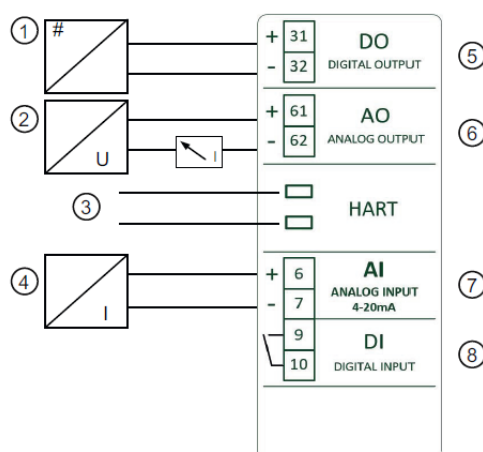 ① # + 31 DO ⑤
- 32 DIGITAL OUTPUT
② U + 61 AO ⑥
- 62 ANALOG OUTPUT
I
③ HART
④ I + 6 AI ⑦
- 7 ANALOG INPUT
4-20mA
9 DI ⑧
10 DIGITAL INPUT